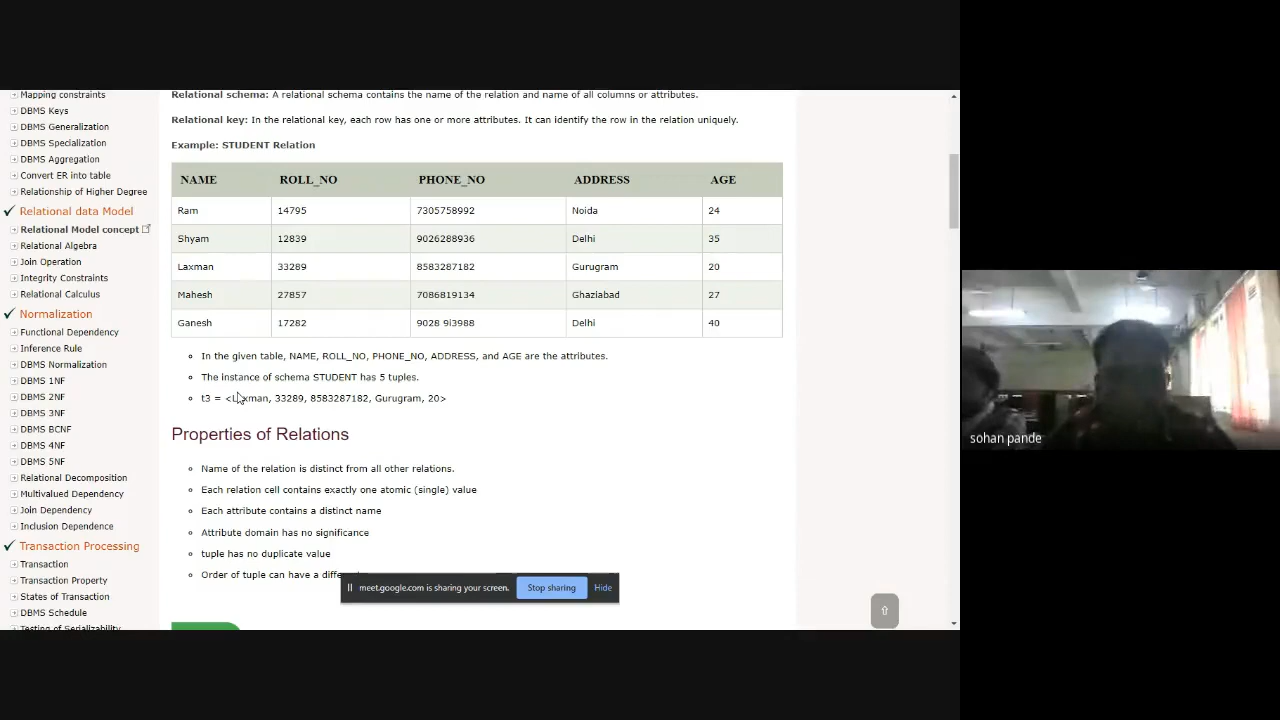 Mapping constraints
DBMS Keys
DBMS Generalization
DBMS Specialization
DBMS Aggregation
Convert ER into table
Relationship of Higher Degree
Relational data Model
Relational Model concept
Relational Algebra
Join Operation
Integrity Constraints
Relational Calculus
Normalization
Functional Dependency
Inference Rule
DBMS Normalization
DBMS 1NF
DBMS 2NF
DBMS 3NF
DBMS BCNF
DBMS 4NF
DBMS 5NF
Relational Decomposition
Multivalued Dependency
Join Dependency
Inclusion Dependence
Transaction Processing
Transaction
Transaction Property
States of Transaction
DBMS Schedule
Testing of Serializability
Relational schema: A relational schema contains the name of the relation and name of all columns or attributes.
Relational key: In the relational key, each row has one or more attributes. It can identify the row in the relation uniquely.
Example: STUDENT Relation
NAME ROLL_NO PHONE_NO ADDRESS AGE
Ram 14795 7305758992 Noida 24
Shyam 12839 9026288936 Delhi 35
Laxman 33289 8583287182 Gurugram 20
Mahesh 27857 7086819134 Ghaziabad 27
Ganesh 17282 9028 9i3988 Delhi 40
In the given table, NAME, ROLL_NO, PHONE_NO, ADDRESS, and AGE are the attributes.
The instance of schema STUDENT has 5 tuples.
t3 = <Laxman, 33289, 8583287182, Gurugram, 20>
Properties of Relations
Name of the relation is distinct from all other relations.
Each relation cell contains exactly one atomic (single) value
Each attribute contains a distinct name
Attribute domain has no significance
tuple has no duplicate value
Order of tuple can have a
meet.google.com is sharing your screen. Stop sharing Hide
sohan pande